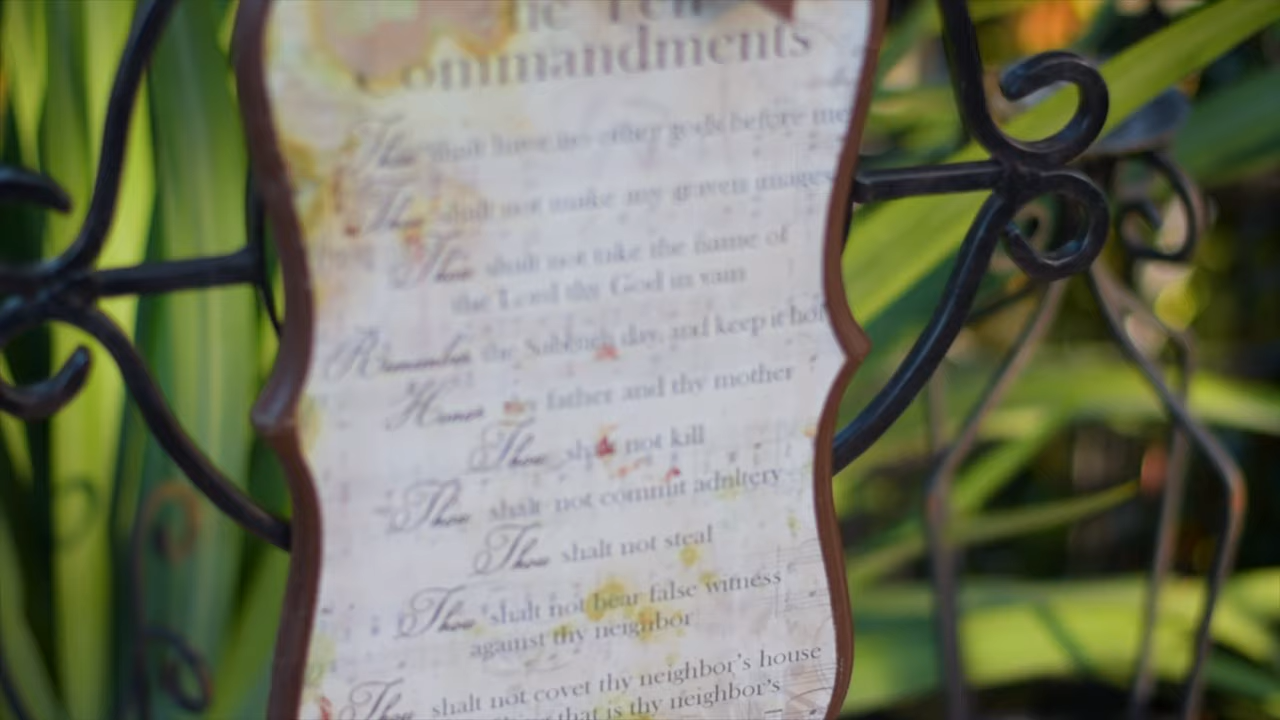 The Ten
Commandments
Thou shalt have no other gods before me
Thou shalt not make any graven images
Thou shalt not take the name of
the Lord thy God in vain
Remember the Sabbath day, and keep it hol
Honor thy father and thy mother
Thou shalt not kill
Thou shalt not commit adultery
Thou shalt not steal
Thou shalt not bear false witness
against thy neighbor
Thou shalt not covet thy neighbor's house
that is thy neighbor's